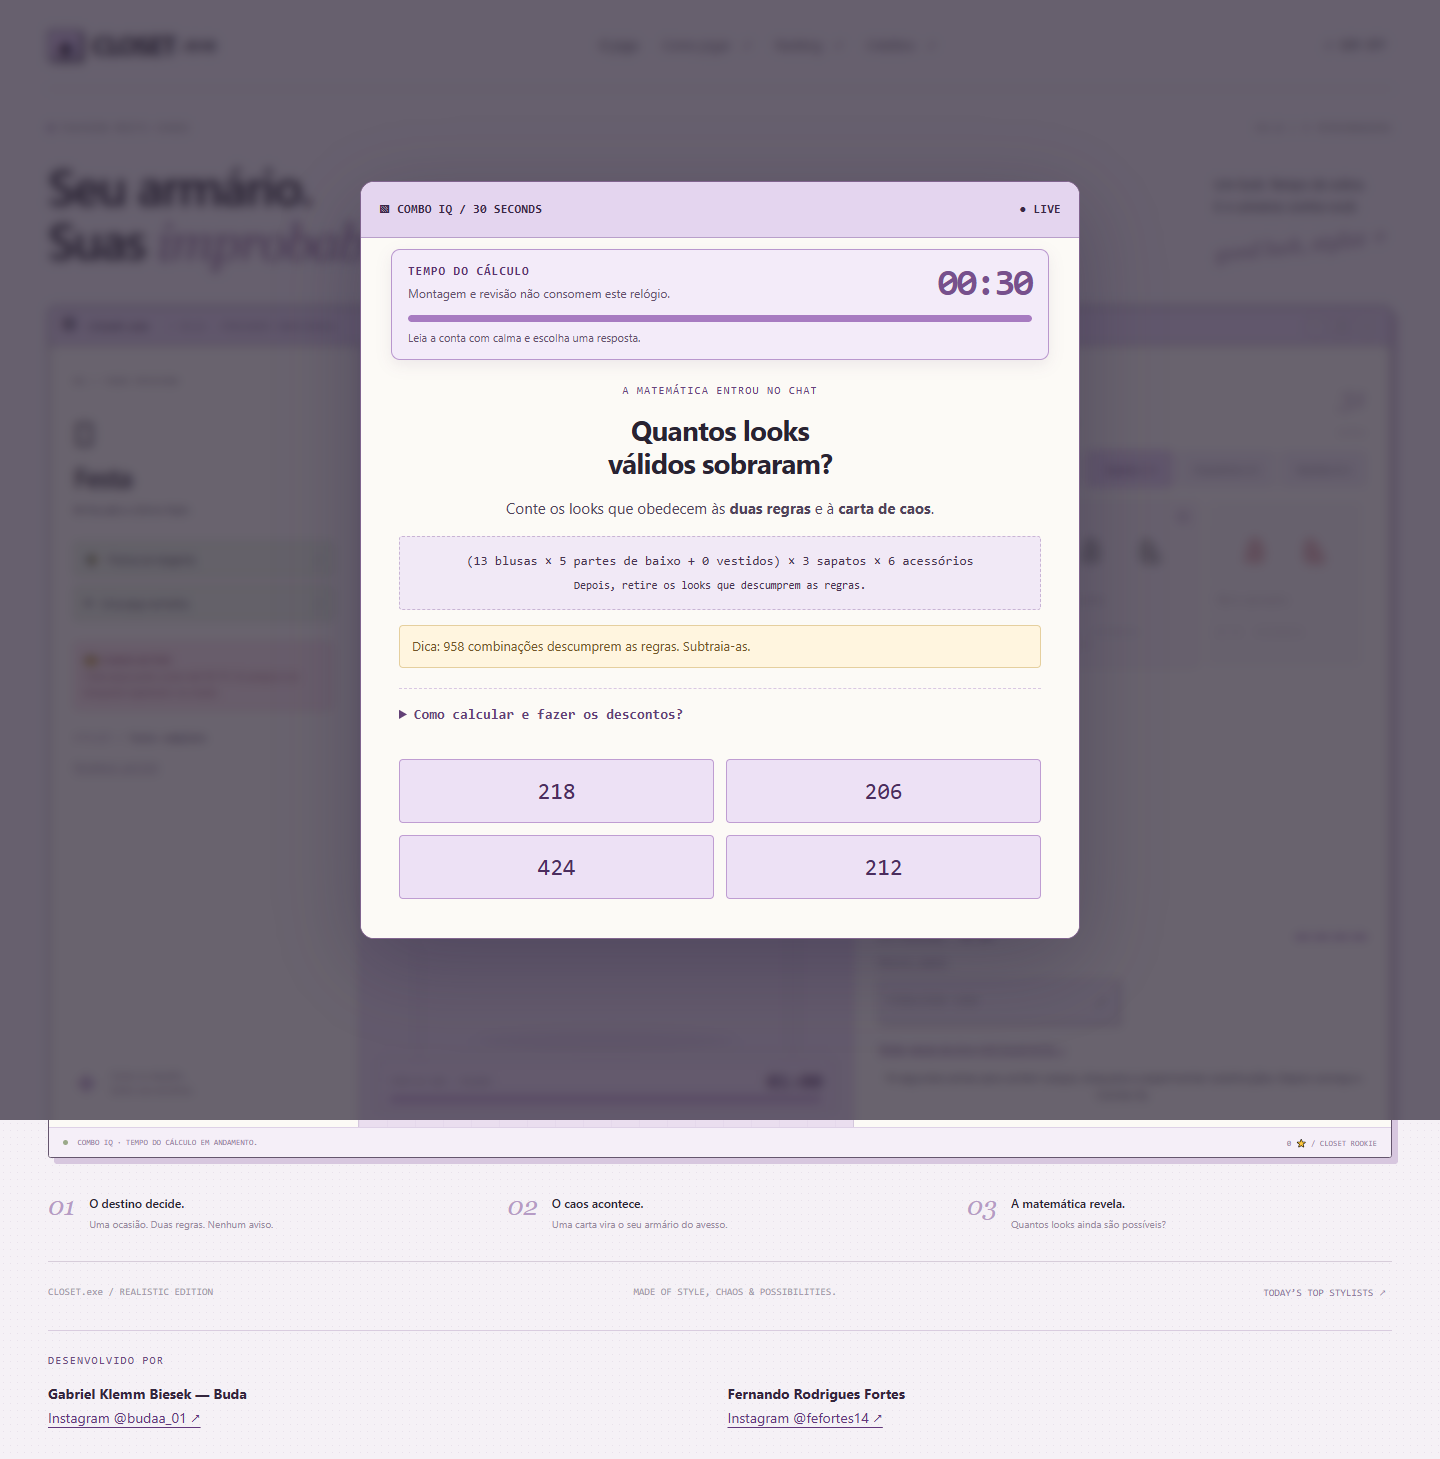 CLOSET
Seu armário.
Suas improbab
COMBO IQ / 30 SECONDS
● LIVE
TEMPO DO CÁLCULO
00:30
Montagem e revisão não consomem este relógio.
Leia a conta com calma e escolha uma resposta.
A MATEMÁTICA ENTROU NO CHAT
Quantos looks
válidos sobraram?
Conte os looks que obedecem às duas regras e à carta de caos.
(13 blusas × 5 partes de baixo + 0 vestidos) × 3 sapatos × 6 acessórios
Depois, retire os looks que descumprem as regras.
Dica: 958 combinações descumprem as regras. Subtraia-as.
▶ Como calcular e fazer os descontos?
218
206
424
212
Festa
COMBO IQ · TEMPO DO CÁLCULO EM ANDAMENTO.
0 ⭐ / CLOSET ROOKIE
01
O destino decide.
Uma ocasião. Duas regras. Nenhum aviso.
02
O caos acontece.
Uma carta vira o seu armário do avesso.
03
A matemática revela.
Quantos looks ainda são possíveis?
CLOSET.exe / REALISTIC EDITION
MADE OF STYLE, CHAOS & POSSIBILITIES.
TODAY'S TOP STYLISTS ↗
DESENVOLVIDO POR
Gabriel Klemm Biesek — Buda
Instagram @budaa_01 ↗
Fernando Rodrigues Fortes
Instagram @fefortes14 ↗